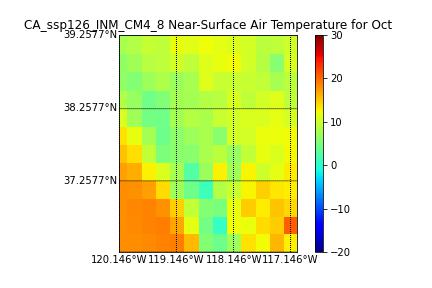 CA_ssp126_INM_CM4_8 Near-Surface Air Temperature for Oct
39.2577°N
38.2577°N
37.2577°N
120.146°W 119.146°W 118.146°W 117.146°W
30
20
10
0
−10
−20